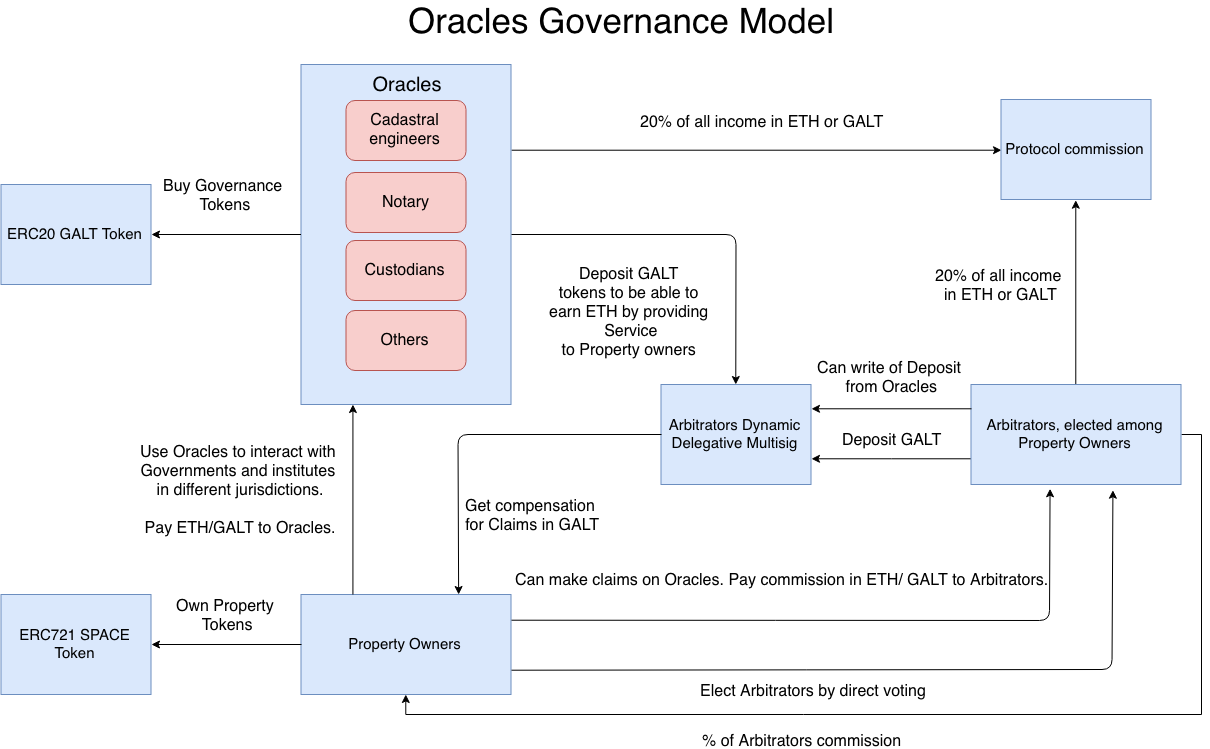 Oracles Governance Model
Oracles
Cadastral
engineers
Notary
Custodians
Others
20% of all income in ETH or GALT
Protocol commission
Buy Governance
Tokens
ERC20 GALT Token
Deposit GALT
tokens to be able to
earn ETH by providing
Service
to Property owners
20% of all income
in ETH or GALT
Can write of Deposit
from Oracles
Arbitrators Dynamic
Delegative Multisig
Deposit GALT
Arbitrators, elected among
Property Owners
Use Oracles to interact with
Governments and institutes
in different jurisdictions.
Pay ETH/GALT to Oracles.
Get compensation
for Claims in GALT
Can make claims on Oracles. Pay commission in ETH/ GALT to Arbitrators.
Own Property
Tokens
ERC721 SPACE
Token
Property Owners
Elect Arbitrators by direct voting
% of Arbitrators commission